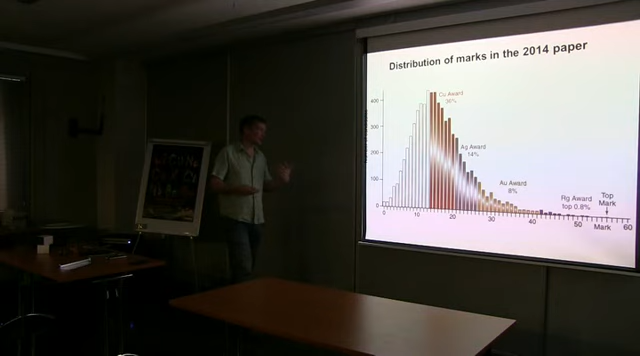 Distribution of marks in the 2014 paper
400
300
200
100
0
Cu Award
36%
Ag Award
14%
Au Award
8%
Rg Award
top 0.8%
Top
Mark
0
10
20
30
40
50
60
Mark